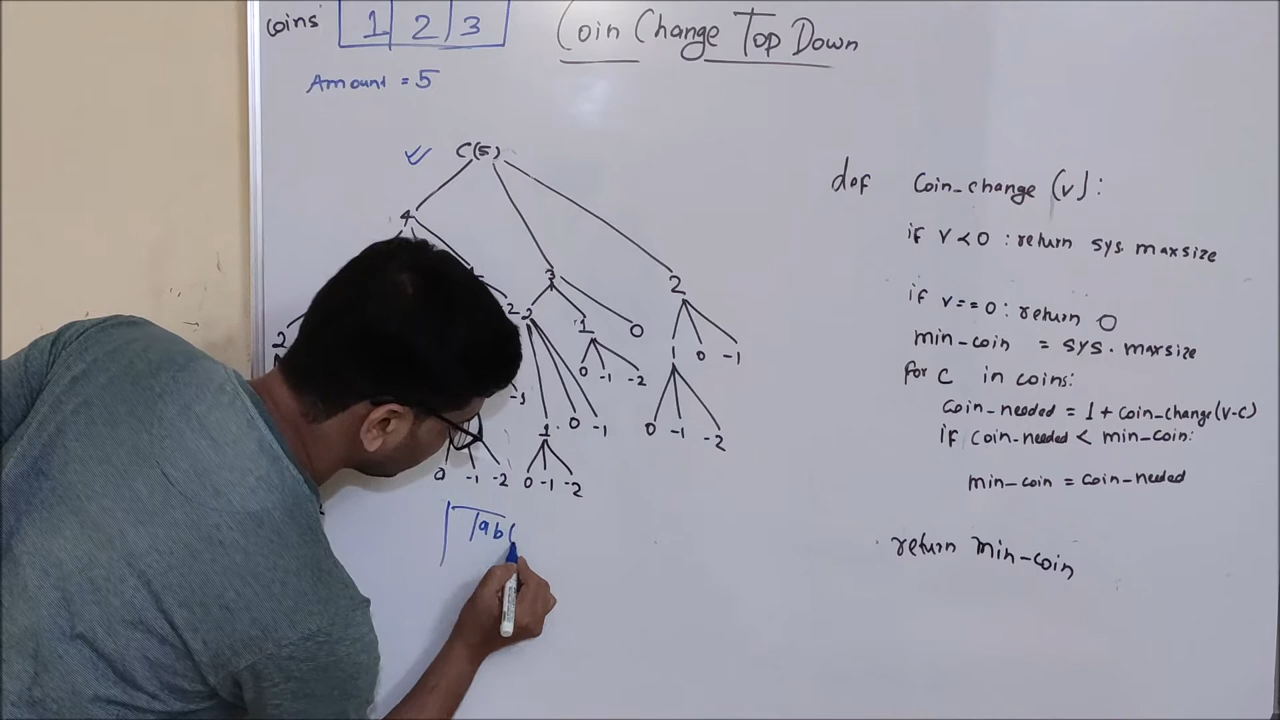 coins 1 2 3
Coin Change Top Down
Amount = 5
C(5)
4
3
2
2
-2 2
1
0
1 0 -1
0 -1 -2
-1
1 0 -1
0 -1 -2
0 -1 -2
0 -1 -2
Tab
def Coin_change (v):
if v<0 : return sys.maxsize
if v==0 : return 0
min-coin = sys.maxsize
for c in coins:
coin-needed = 1 + coin-change(v-c)
if coin-needed < min-coin:
min-coin = coin-needed
return min-coin